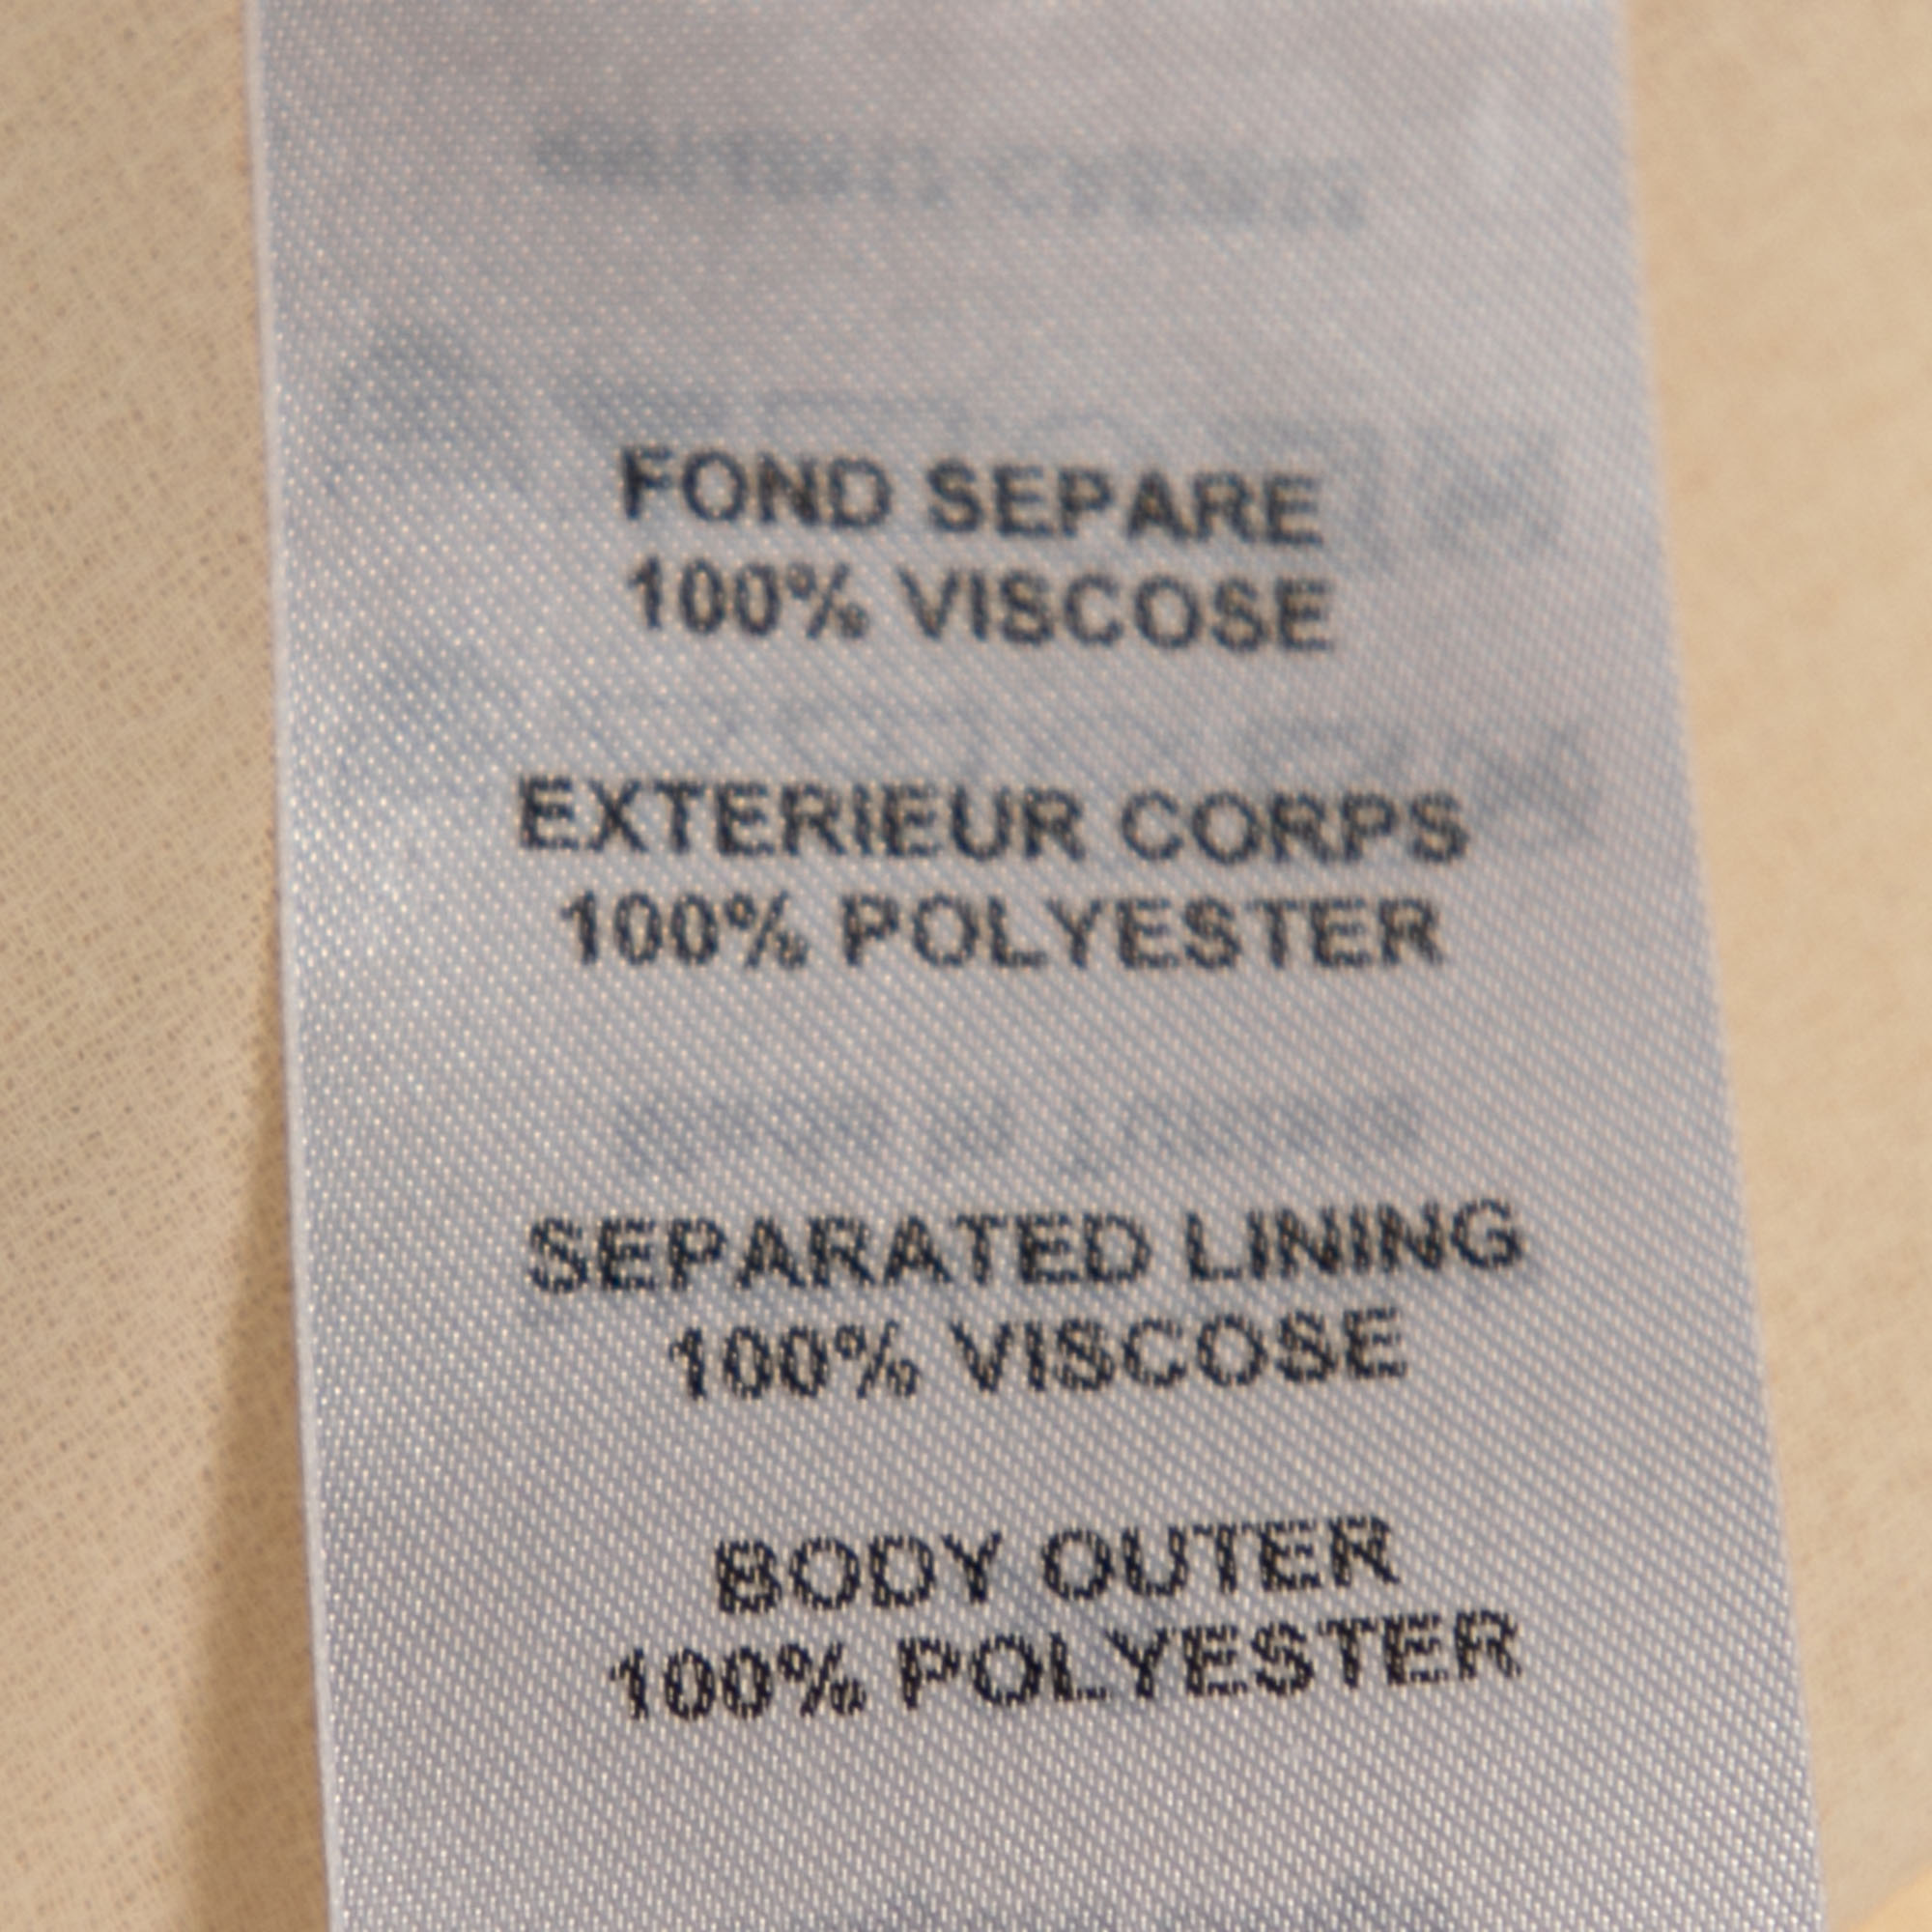 FOND SEPARE
100% VISCOSE
EXTERIEUR CORPS
100% POLYESTER
SEPARATED LINING
100% VISCOSE
BODY OUTER
100% POLYESTER